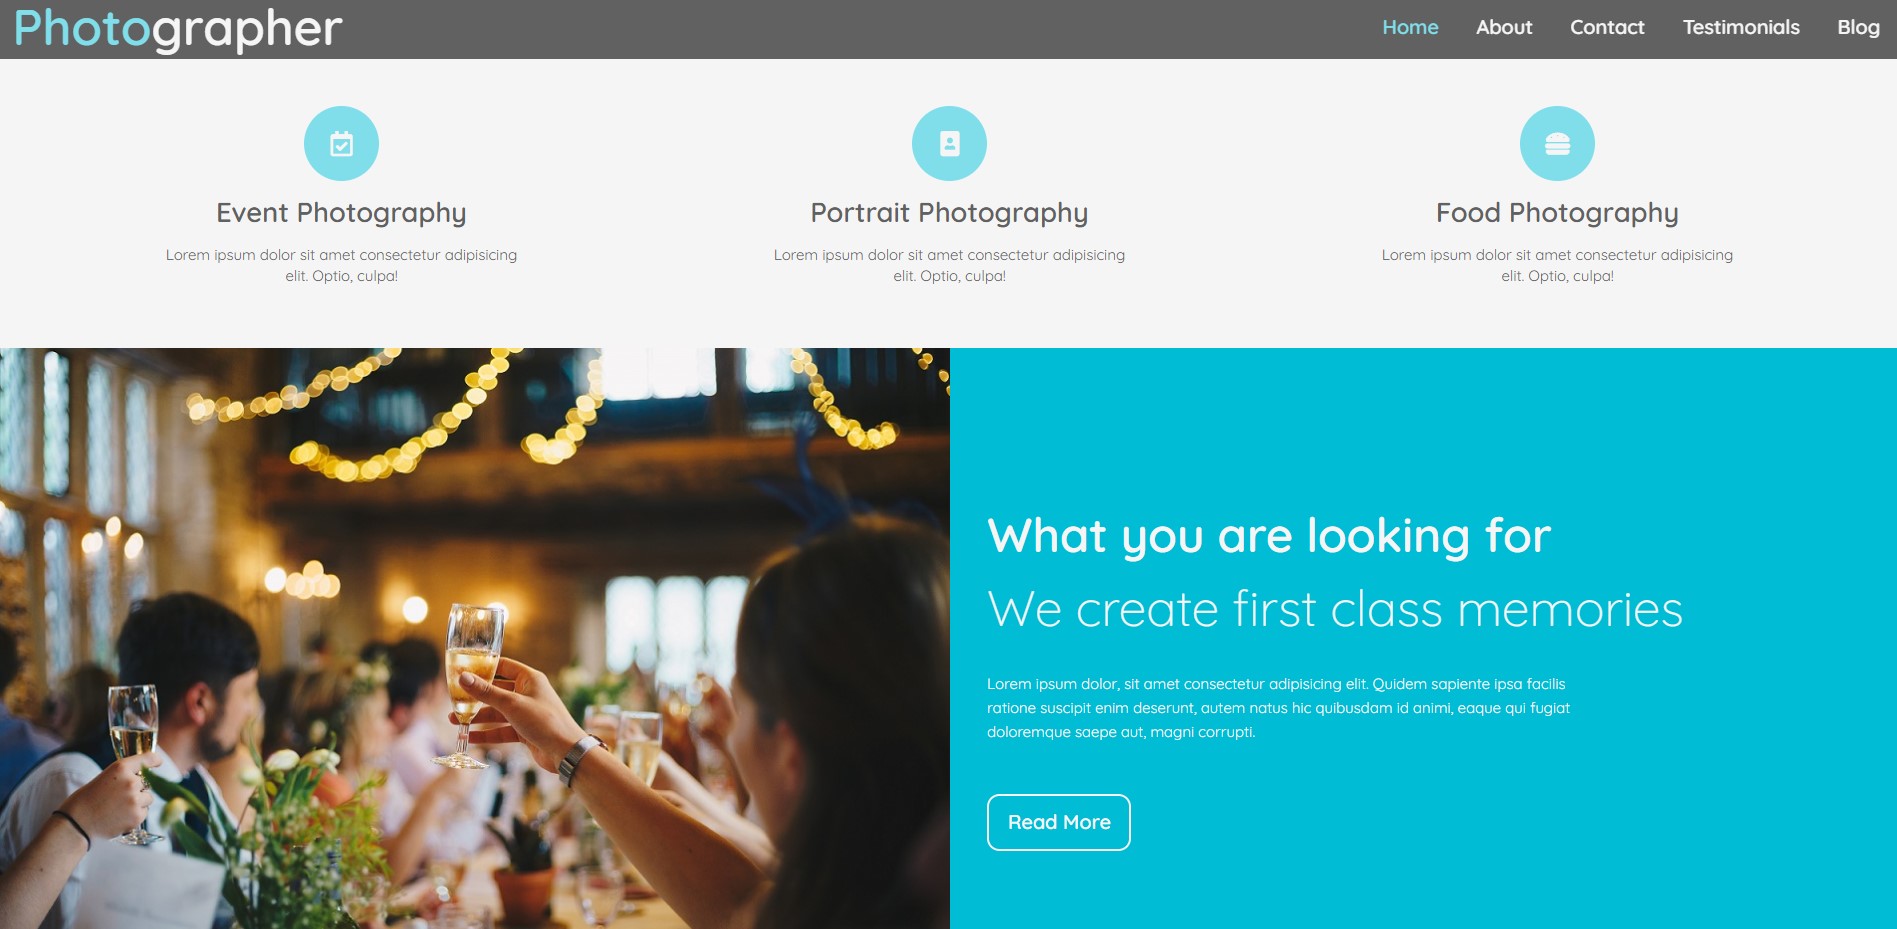 Photographer
Home About Contact Testimonials Blog
Event Photography
Lorem ipsum dolor sit amet consectetur adipisicing
elit. Optio, culpa!
Portrait Photography
Lorem ipsum dolor sit amet consectetur adipisicing
elit. Optio, culpa!
Food Photography
Lorem ipsum dolor sit amet consectetur adipisicing
elit. Optio, culpa!
What you are looking for
We create first class memories
Lorem ipsum dolor, sit amet consectetur adipisicing elit. Quidem sapiente ipsa facilis
ratione suscipit enim deserunt, autem natus hic quibusdam id animi, eaque qui fugiat
doloremque saepe aut, magni corrupti.
Read More